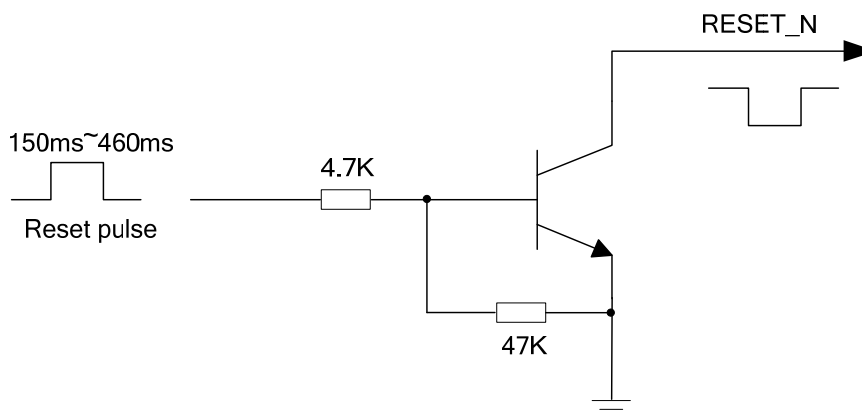 RESET_N
150ms~460ms
4.7K
Reset pulse
47K